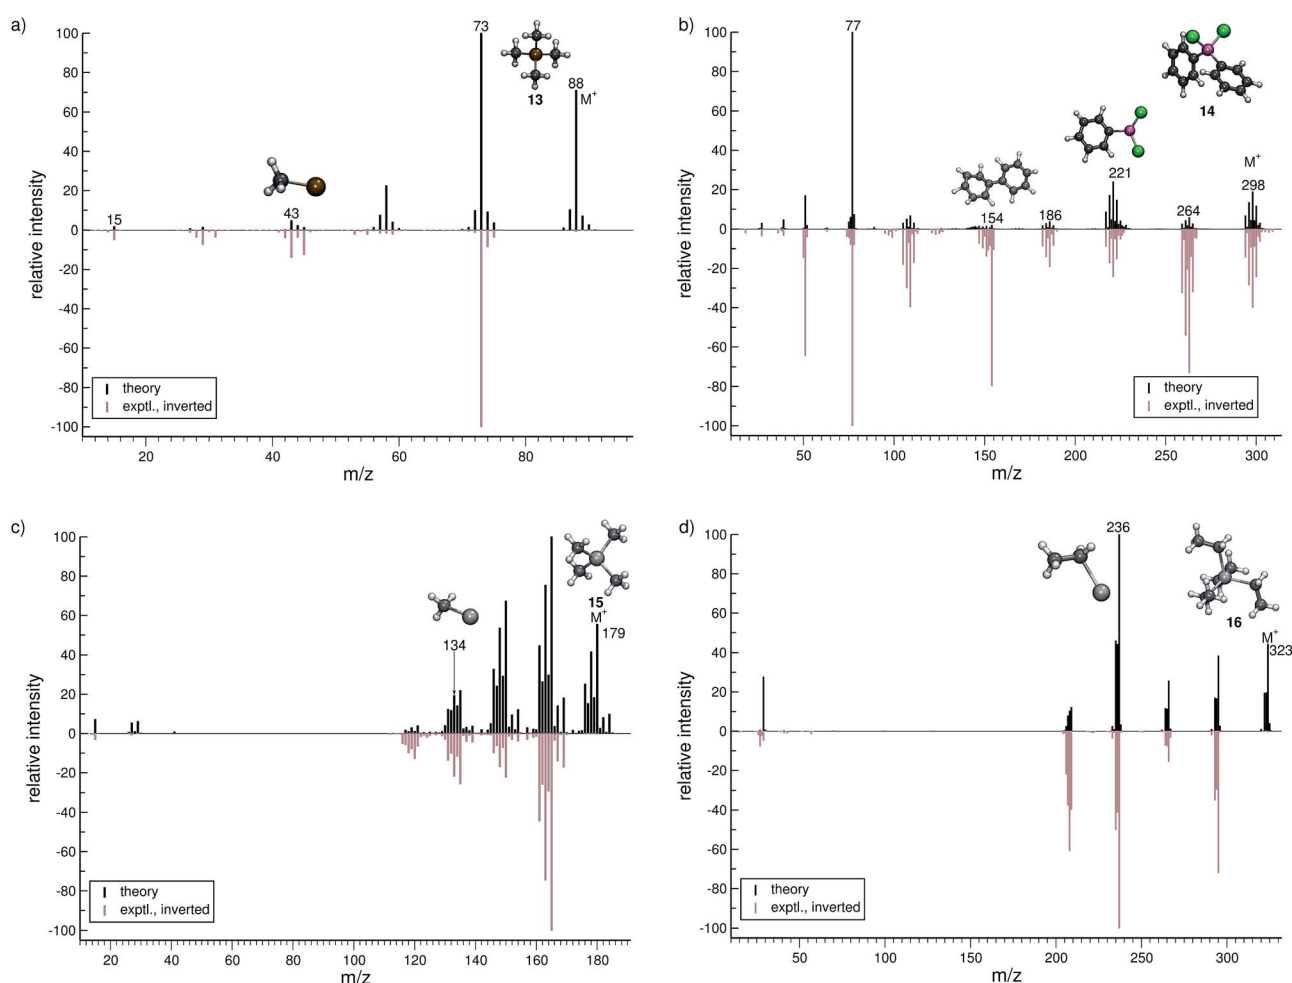 a)
relative intensity
100
80
60
40
20
0
-20
-40
-60
-80
-100
73
13
88
M+
43
15
theory
exptl., inverted
20 40 60 80
m/z
b)
relative intensity
100
80
60
40
20
0
-20
-40
-60
-80
-100
77
14
M+
298
264
221
186
154
theory
exptl., inverted
50 100 150 200 250 300
m/z
c)
relative intensity
100
80
60
40
20
0
-20
-40
-60
-80
-100
15
M+
179
134
theory
exptl., inverted
20 40 60 80 100 120 140 160 180
m/z
d)
relative intensity
100
80
60
40
20
0
-20
-40
-60
-80
-100
236
16
M+
323
theory
exptl., inverted
50 100 150 200 250 300
m/z